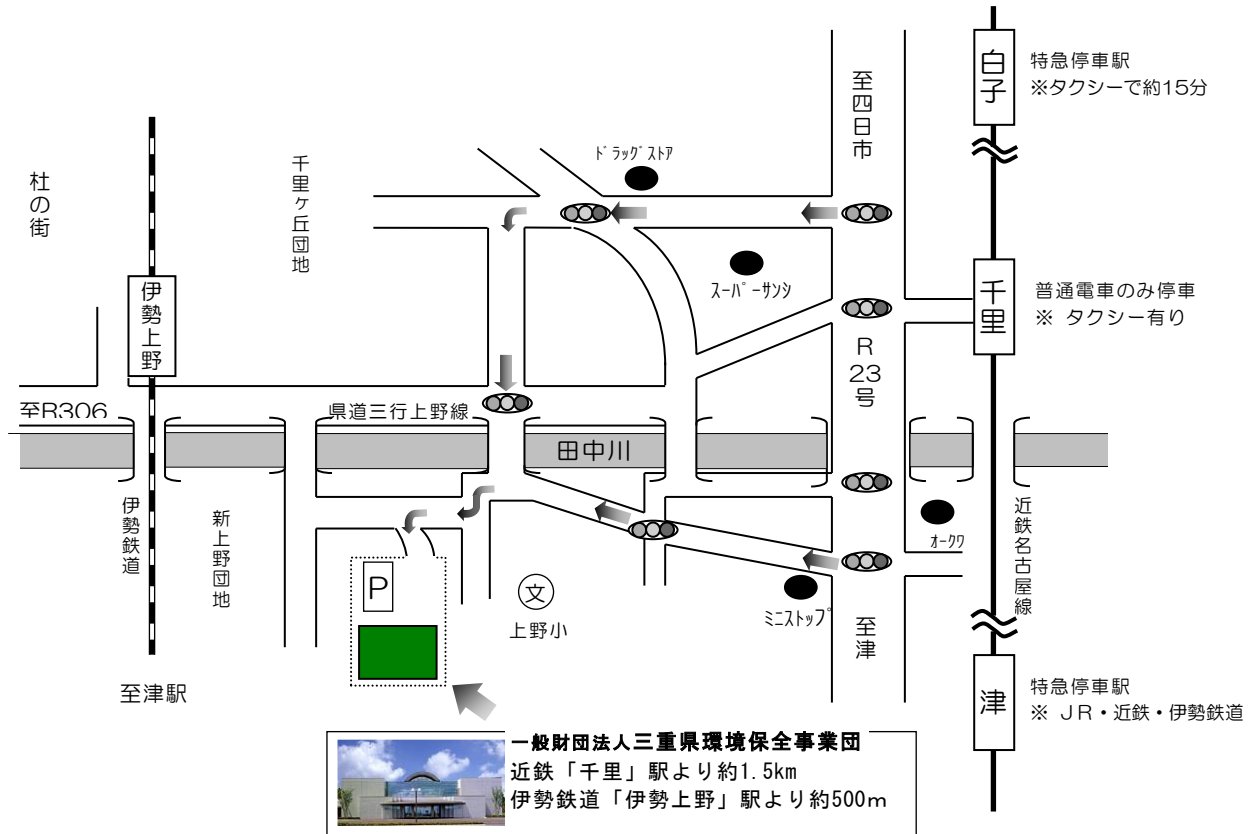 白子
特急停車駅
※タクシーで約15分
至四日市
ﾄﾞﾗｯｸﾞｽﾄｱ
千里ヶ丘団地
杜の街
ｽｰﾊﾟｰｻﾝｼ
伊勢上野
千里
普通電車のみ停車
※ タクシー有り
R
23
号
至R306
県道三行上野線
田中川
伊勢鉄道
新上野団地
ｵｰｸﾜ
近鉄名古屋線
P
文
上野小
ﾐﾆｽﾄｯﾌﾟ
至津
至津駅
津
特急停車駅
※ JR・近鉄・伊勢鉄道
一般財団法人三重県環境保全事業団
近鉄「千里」駅より約1.5km
伊勢鉄道「伊勢上野」駅より約500m